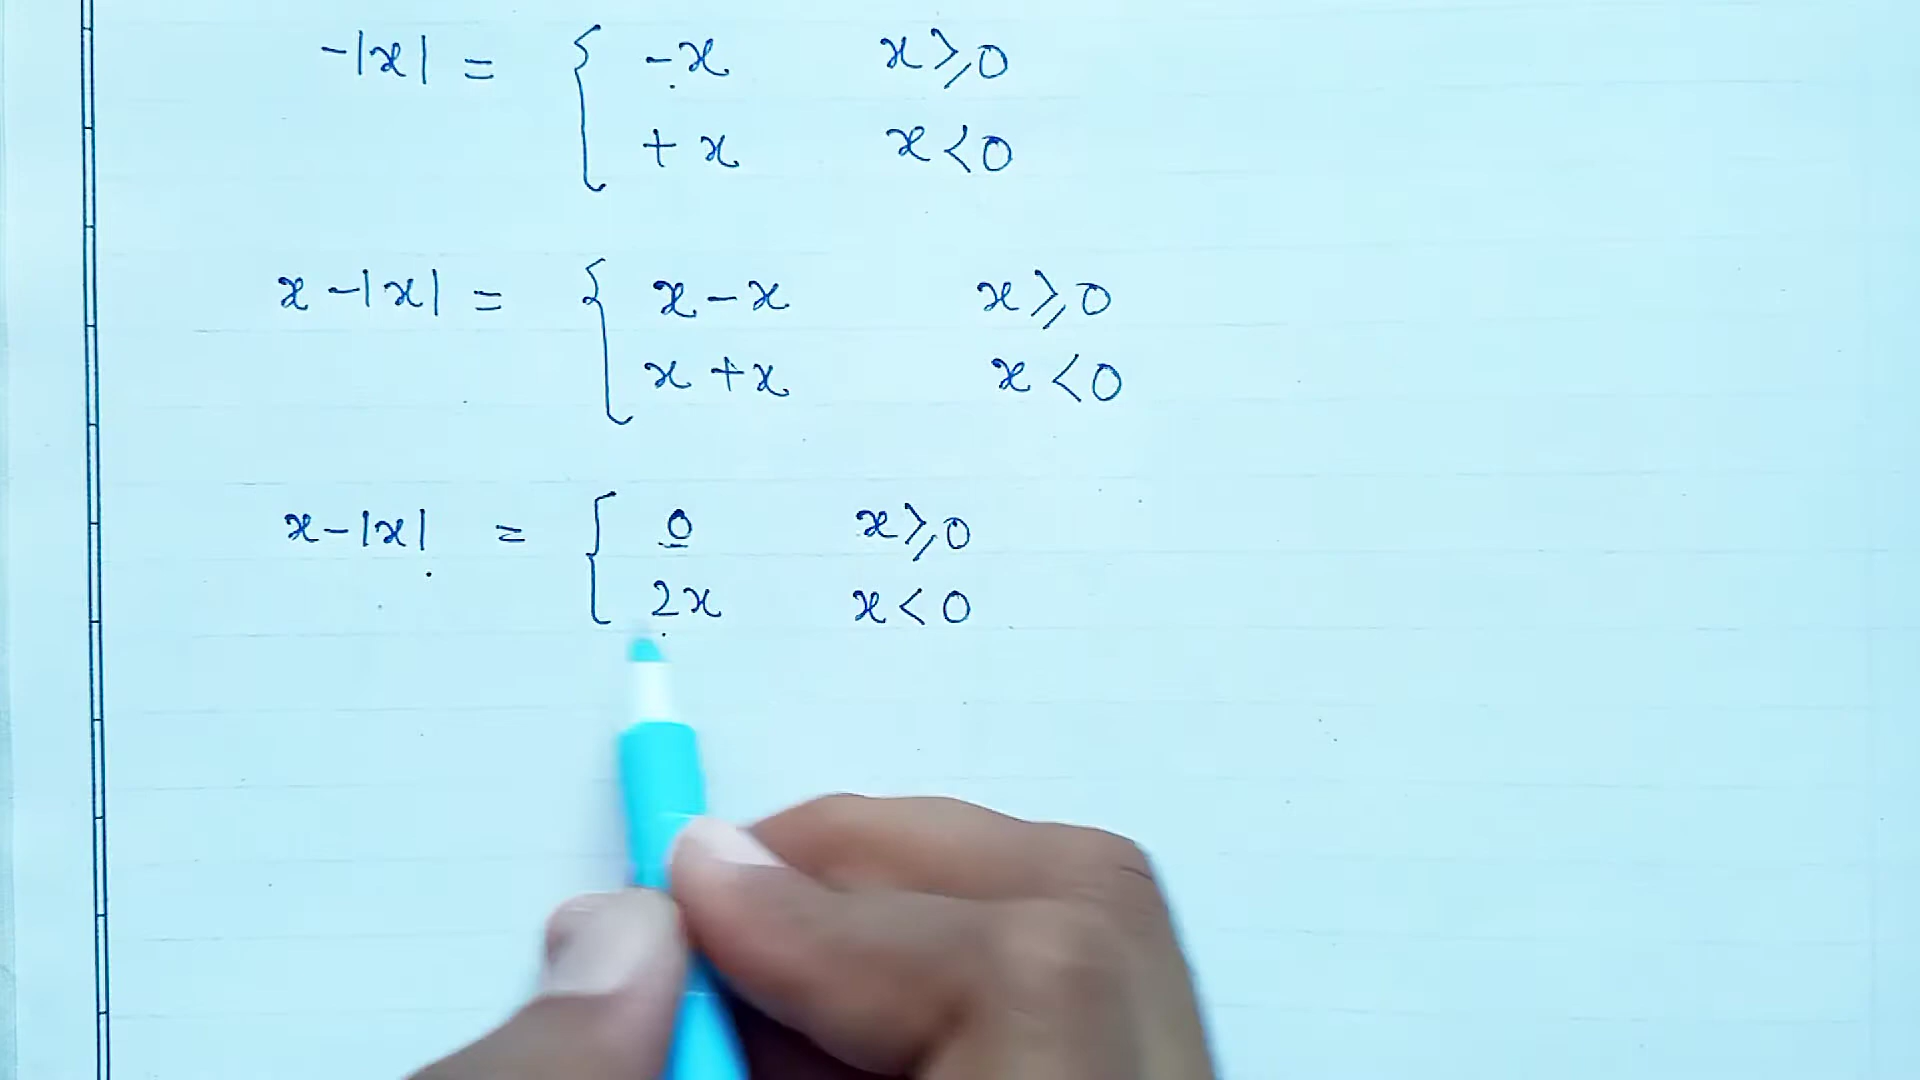 -|x| = { -x x ⩾ 0
+ x x < 0
x -|x| = { x - x x ⩾ 0
x + x x < 0
x - |x| = { 0 x ⩾ 0
2x x < 0